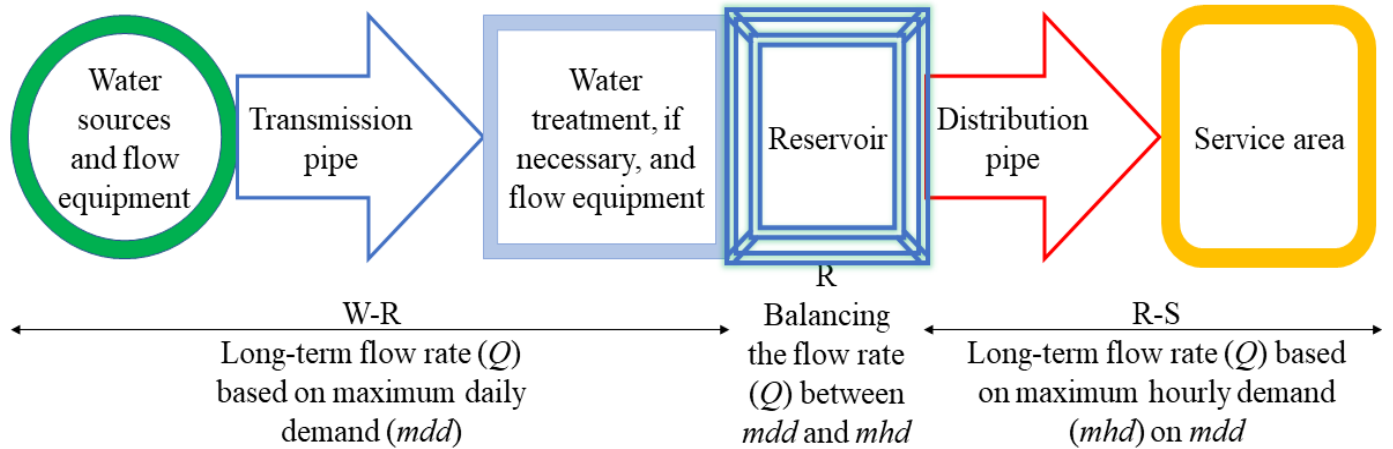 Water
sources
and flow
equipment
Transmission
pipe
Water
treatment, if
necessary, and
flow equipment
Reservoir
Distribution
pipe
Service area
W-R
Long-term flow rate (Q)
based on maximum daily
demand (mdd)
R
Balancing
the flow rate
(Q) between
mdd and mhd
R-S
Long-term flow rate (Q) based
on maximum hourly demand
(mhd) on mdd